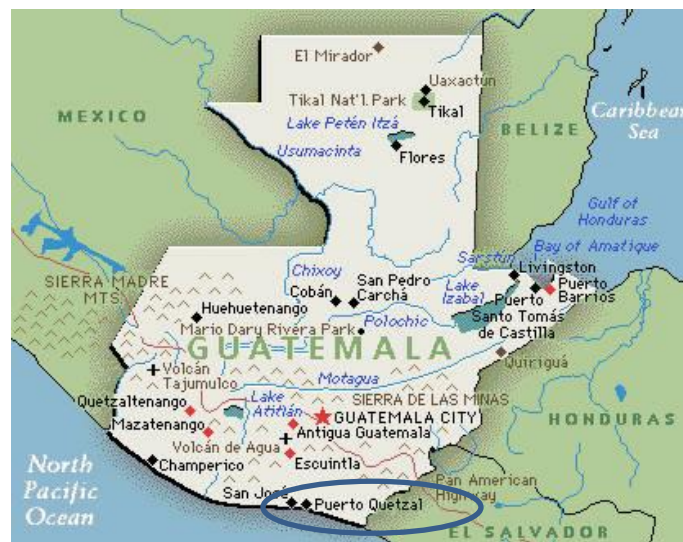 El Mirador
Uaxactún
Tikal Nat'l. Park
Tikal
Caribbean
Sea
MEXICO
Lake Petén Itzá
BELIZE
Usumacinta
Flores
Gulf of
Honduras
Bay of Amatique
Sarstún
Livingston
Chixoy
San Pedro
Carchá
Cobán
Lake
Izabal
Puerto
Barrios
SIERRA MADRE
MTS.
Huehuetenango
Puerto
Santo Tomás
de Castilla
Mario Dary Rivera Park
Polochic
GUATEMALA
Quiriguá
Volcán
Tajumulco
Motagua
Quetzaltenango
Lake
Atitlán
SIERRA DE LAS MINAS
GUATEMALA CITY
HONDURAS
Mazatenango
Antigua Guatemala
Volcán de Agua
North
Pacific
Ocean
Champerico
Escuintla
Pan American
Highway
San José
Puerto Quetzal
EL SALVADOR